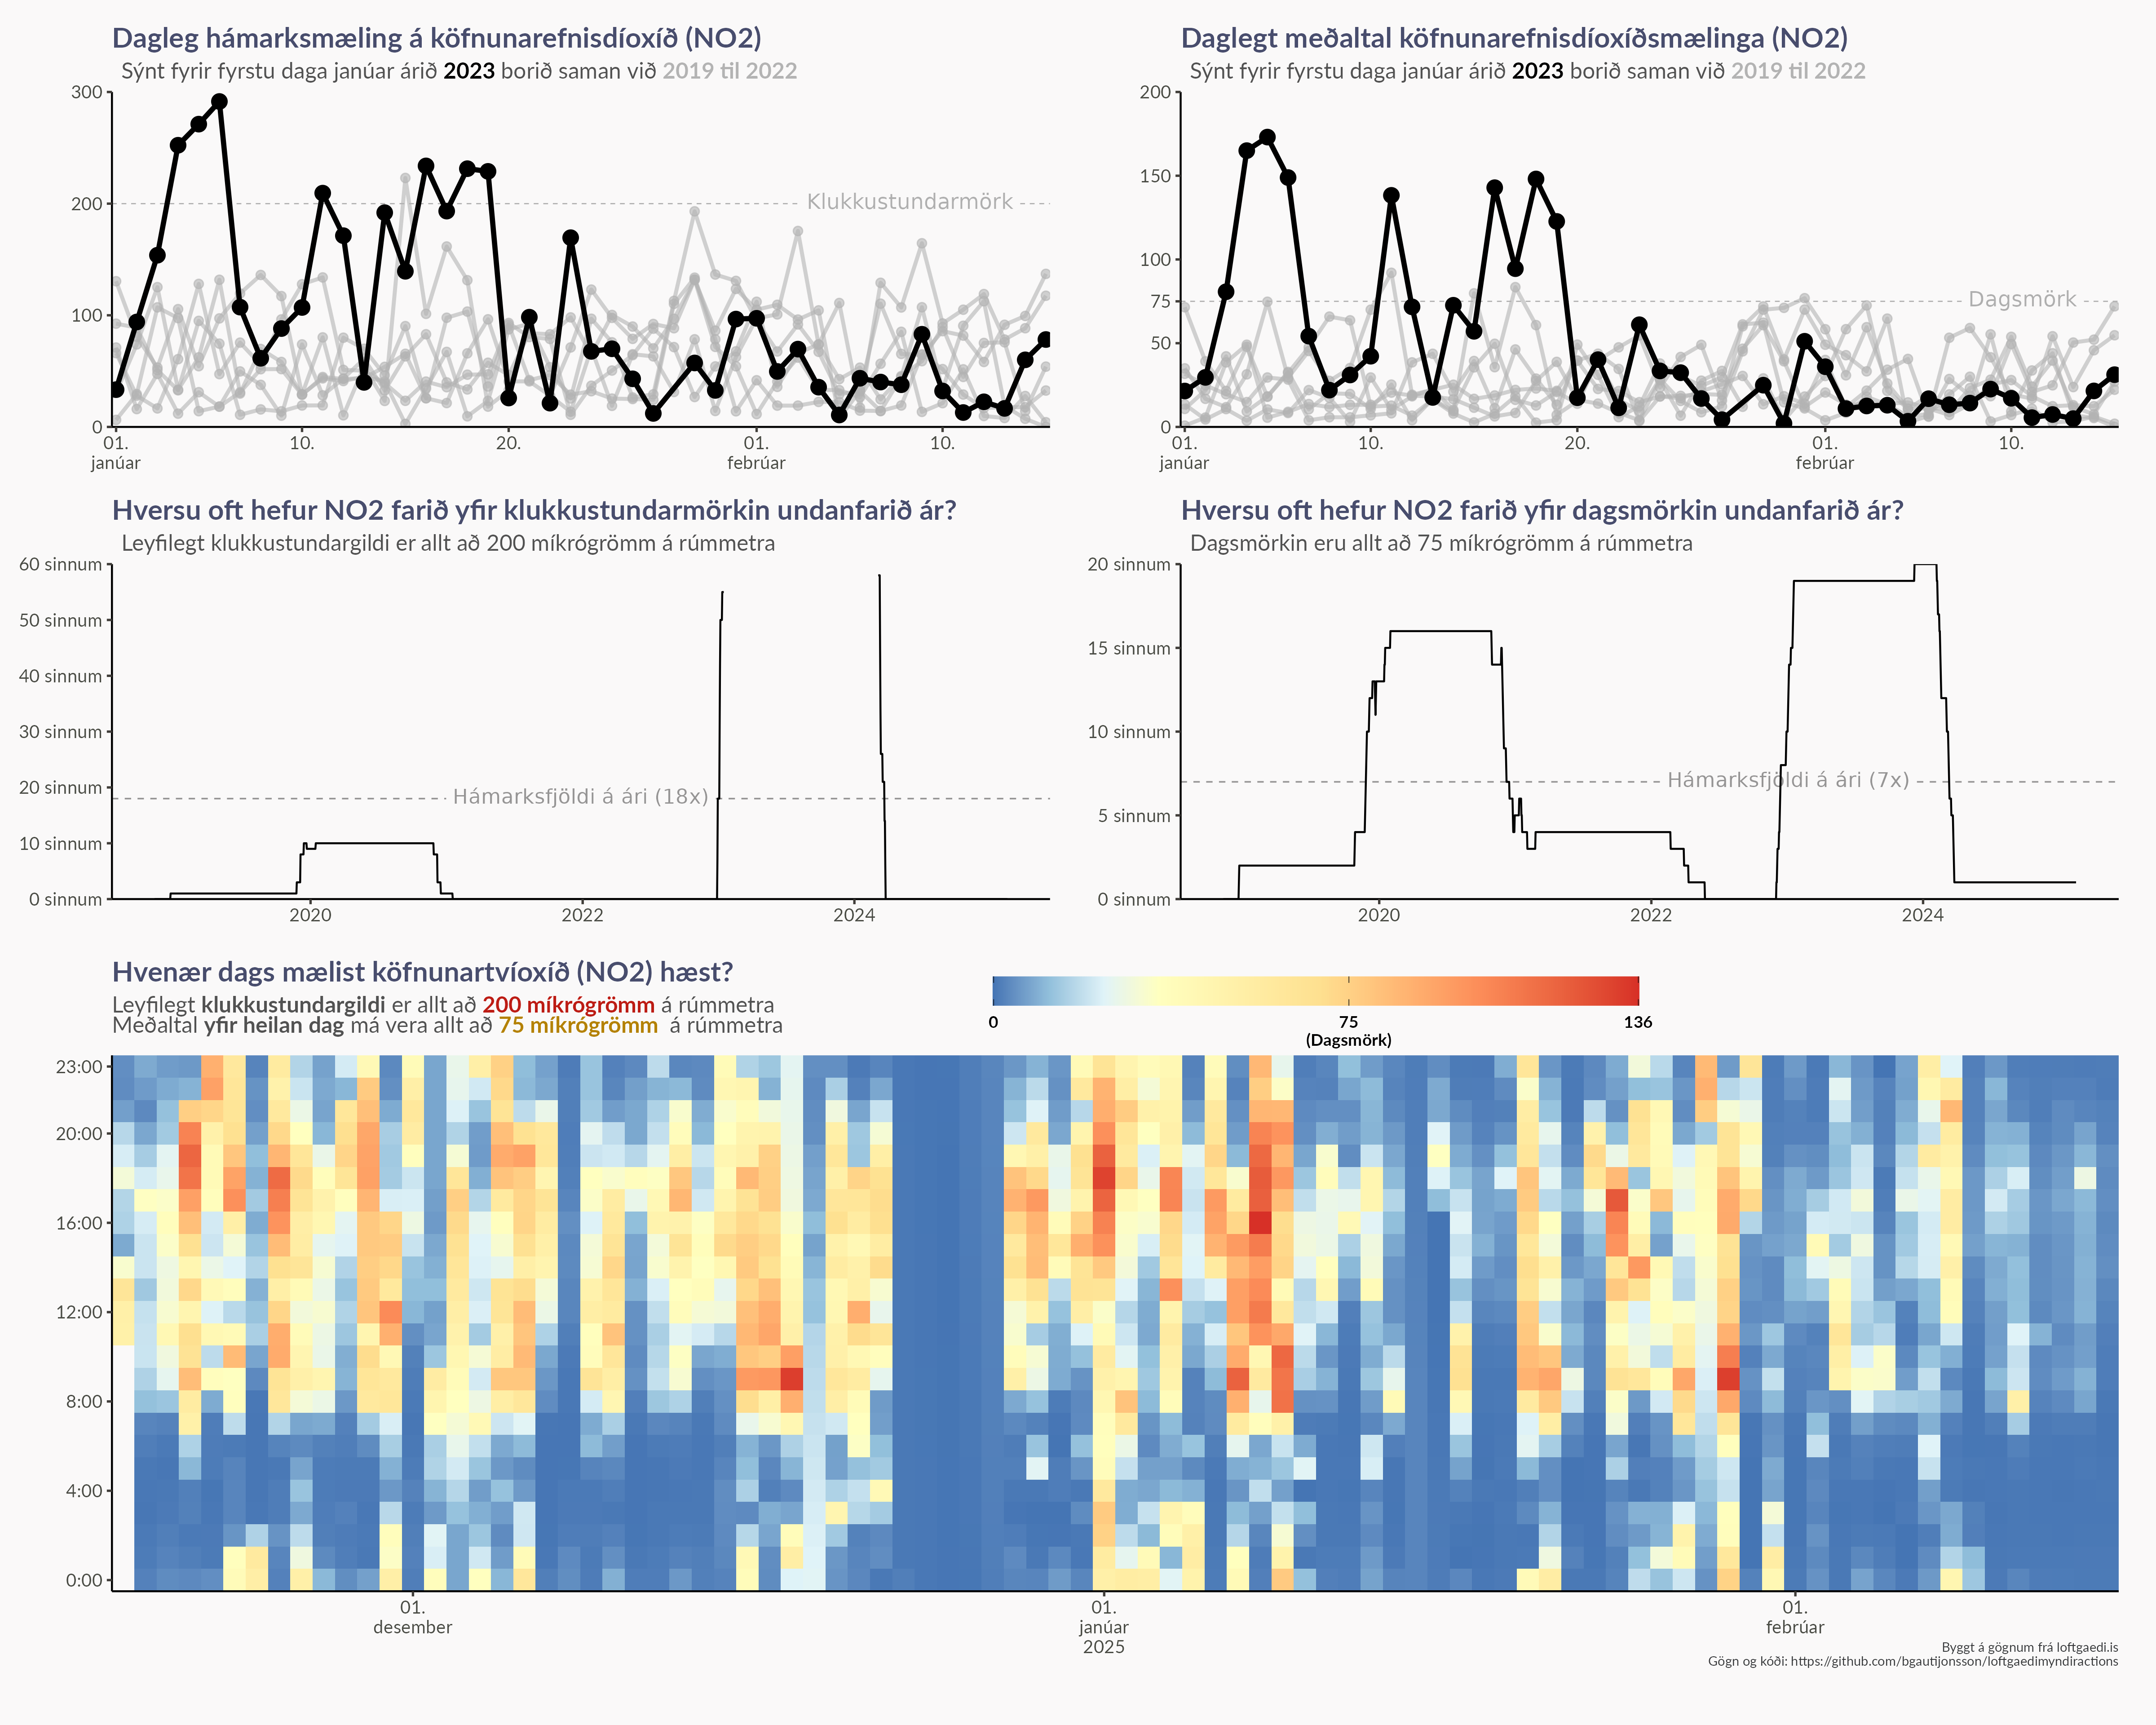 Dagleg hámarksmæling á köfnunarefnisdíoxíð (NO2)
Sýnt fyrir fyrstu daga janúar árið 2023 borið saman við 2019 til 2022
300
200
100
0
Klukkustundarmörk
01.
janúar
10.
20.
01.
febrúar
10.
Daglegt meðaltal köfnunarefnisdíoxíðsmælinga (NO2)
Sýnt fyrir fyrstu daga janúar árið 2023 borið saman við 2019 til 2022
200
150
100
75
50
0
Dagsmörk
01.
janúar
10.
20.
01.
febrúar
10.
Hversu oft hefur NO2 farið yfir klukkustundarmörkin undanfarið ár?
Leyfilegt klukkustundargildi er allt að 200 míkrógrömm á rúmmetra
60 sinnum
50 sinnum
40 sinnum
30 sinnum
20 sinnum
10 sinnum
0 sinnum
Hámarksfjöldi á ári (18x)
2020
2022
2024
Hversu oft hefur NO2 farið yfir dagsmörkin undanfarið ár?
Dagsmörkin eru allt að 75 míkrógrömm á rúmmetra
20 sinnum
15 sinnum
10 sinnum
5 sinnum
0 sinnum
Hámarksfjöldi á ári (7x)
2020
2022
2024
Hvenær dags mælist köfnunartvíoxíð (NO2) hæst?
Leyfilegt klukkustundargildi er allt að 200 míkrógrömm á rúmmetra
Meðaltal yfir heilan dag má vera allt að 75 míkrógrömm á rúmmetra
0
75
(Dagsmörk)
136
23:00
20:00
16:00
12:00
8:00
4:00
0:00
01.
desember
01.
janúar
2025
01.
febrúar
Byggt á gögnum frá loftgaedi.is
Gögn og kóði: https://github.com/bgautijonsson/loftgaedimyndiractions